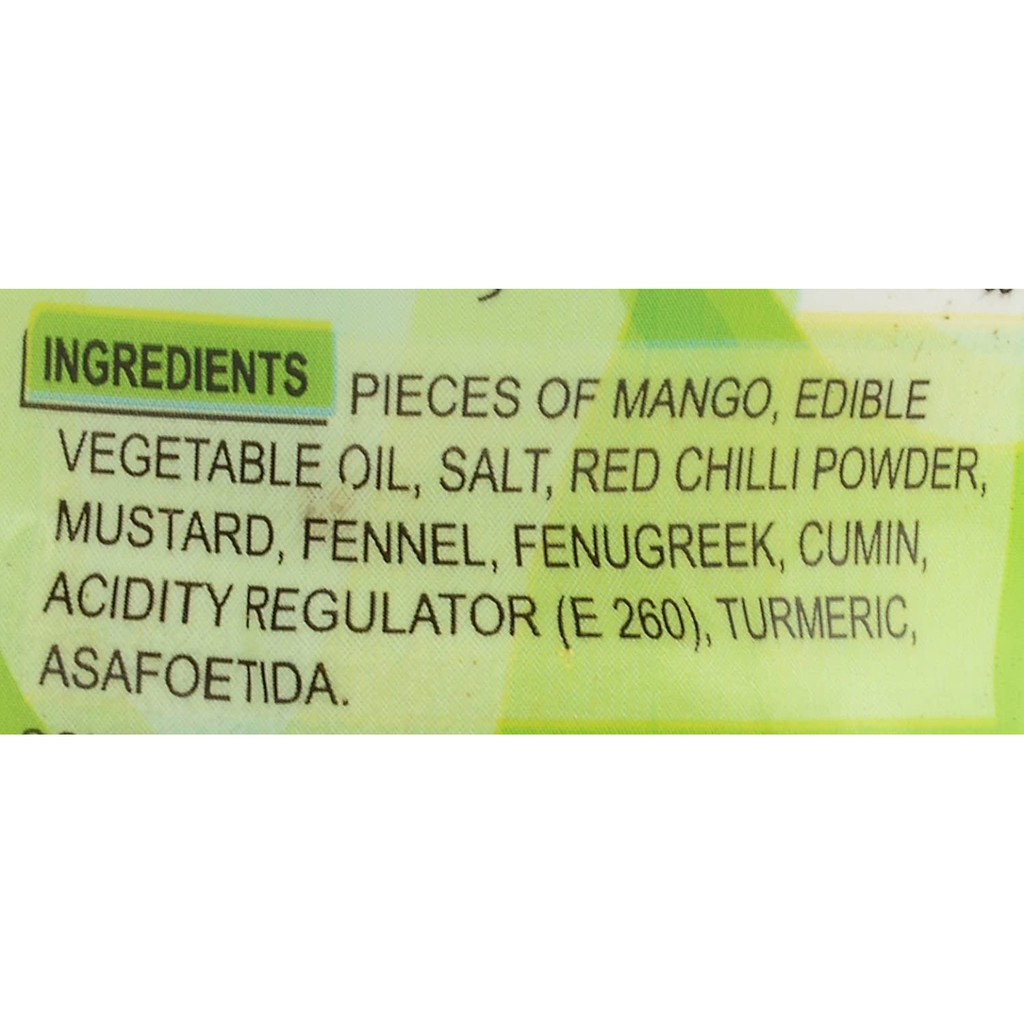 INGREDIENTS PIECES OF MANGO, EDIBLE
VEGETABLE OIL, SALT, RED CHILLI POWDER,
MUSTARD, FENNEL, FENUGREEK, CUMIN,
ACIDITY REGULATOR (E 260), TURMERIC,
ASAFOETIDA.